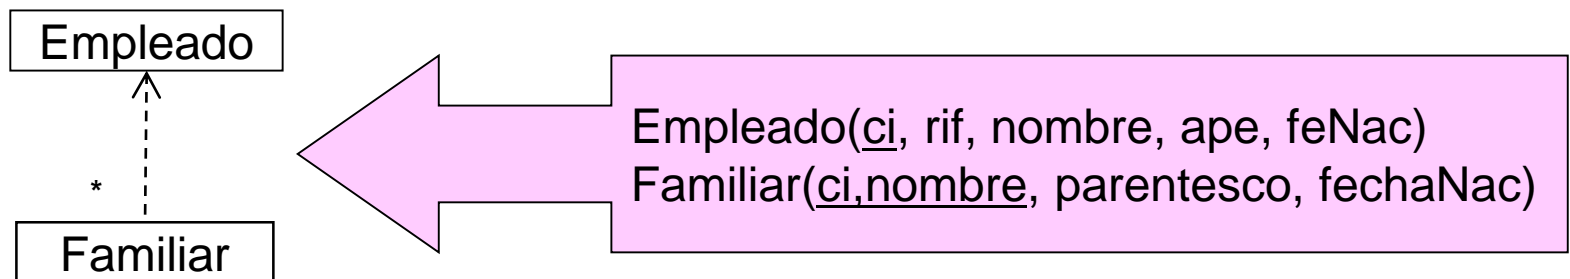 Empleado
*
Familiar
Empleado(ci, rif, nombre, ape, feNac)
Familiar(ci,nombre, parentesco, fechaNac)